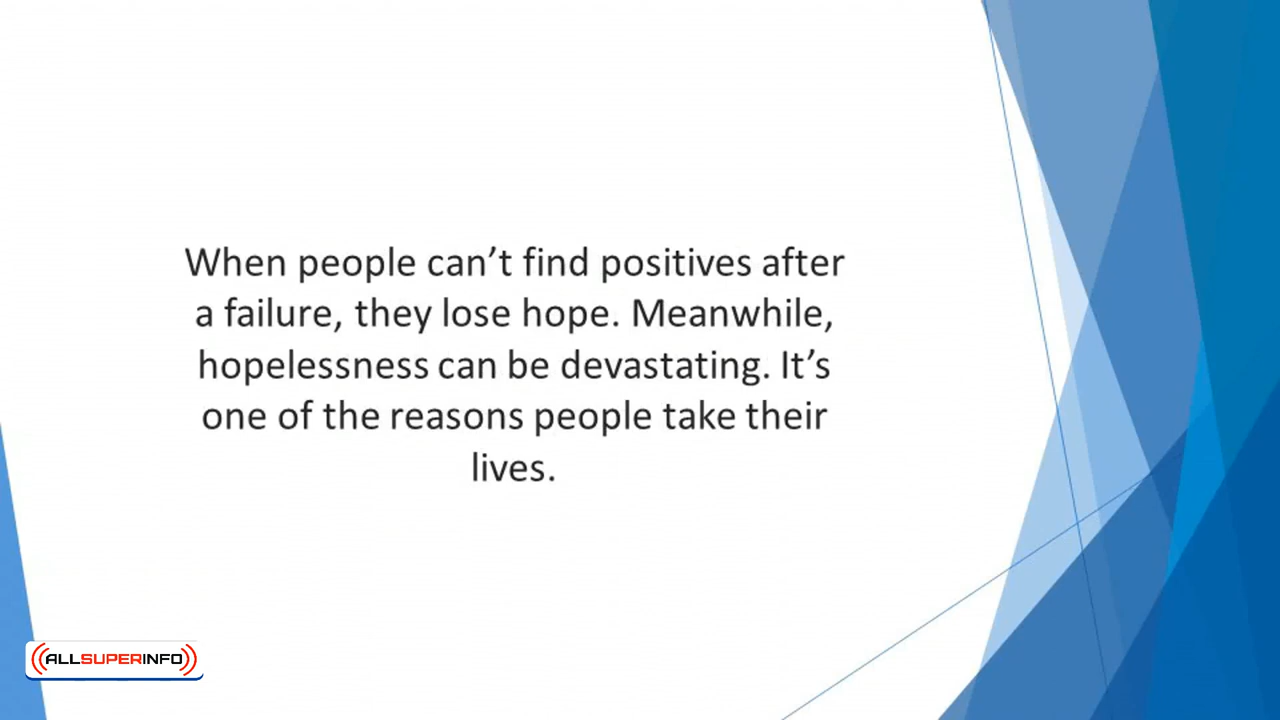 When people can’t find positives after
a failure, they lose hope. Meanwhile,
hopelessness can be devastating. It’s
one of the reasons people take their
lives.
ALLSUPERINFO